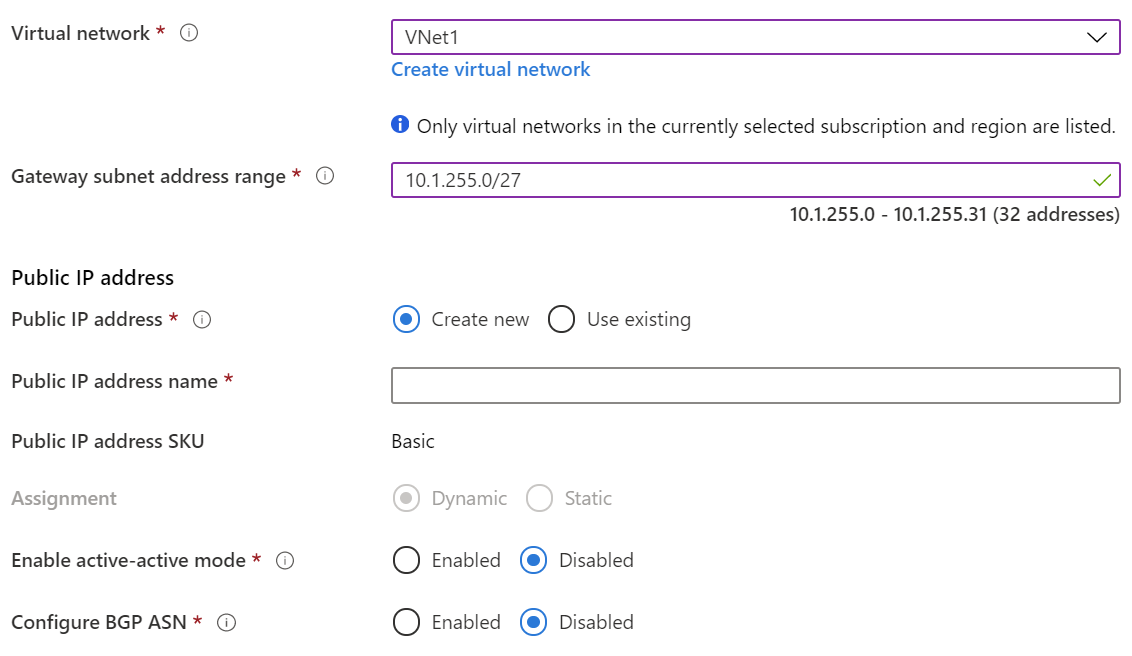 Virtual network *
VNet1
Create virtual network
Only virtual networks in the currently selected subscription and region are listed.
Gateway subnet address range *
10.1.255.0/27
10.1.255.0 - 10.1.255.31 (32 addresses)
Public IP address
Public IP address * Create new Use existing
Public IP address name *
Public IP address SKU Basic
Assignment Dynamic Static
Enable active-active mode * Enabled Disabled
Configure BGP ASN * Enabled Disabled